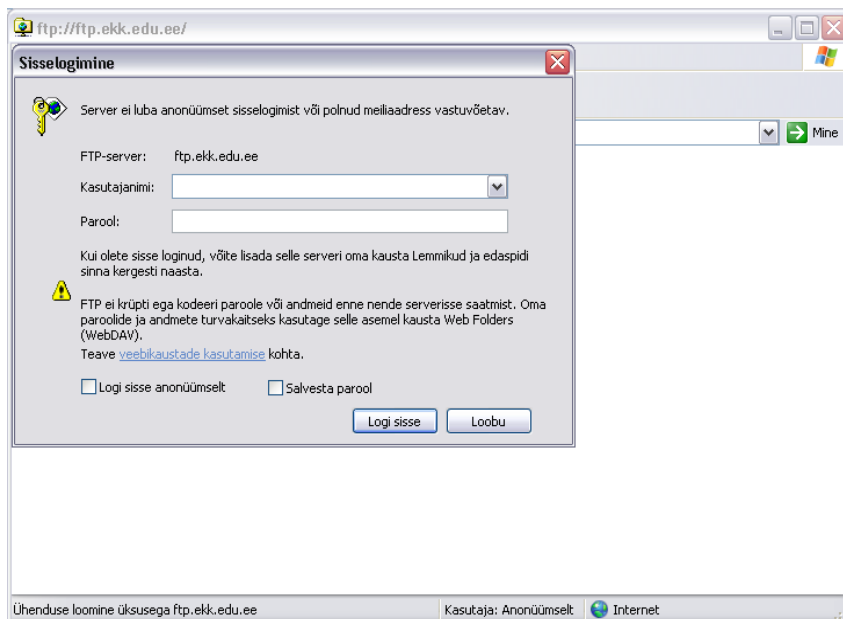 ftp://ftp.ekk.edu.ee/
Sisselogimine
Server ei luba anonüümset sisselogimist või polnud meiliaadress vastuvõetav.
Mine
FTP-server: ftp.ekk.edu.ee
Kasutajanimi:
Parool:
Kui olete sisse loginud, võite lisada selle serveri oma kausta Lemmikud ja edaspidi
sinna kergesti naasta.
FTP ei krüpti ega kodeeri paroole või andmeid enne nende serverisse saatmist. Oma
paroolide ja andmete turvakaitseks kasutage selle asemel kausta Web Folders
(WebDAV).
Teave veebikaustade kasutamise kohta.
Logi sisse anonüümselt Salvesta parool
Logi sisse Loobu
Ühenduse loomine üksusega ftp.ekk.edu.ee Kasutaja: Anonüümselt Internet